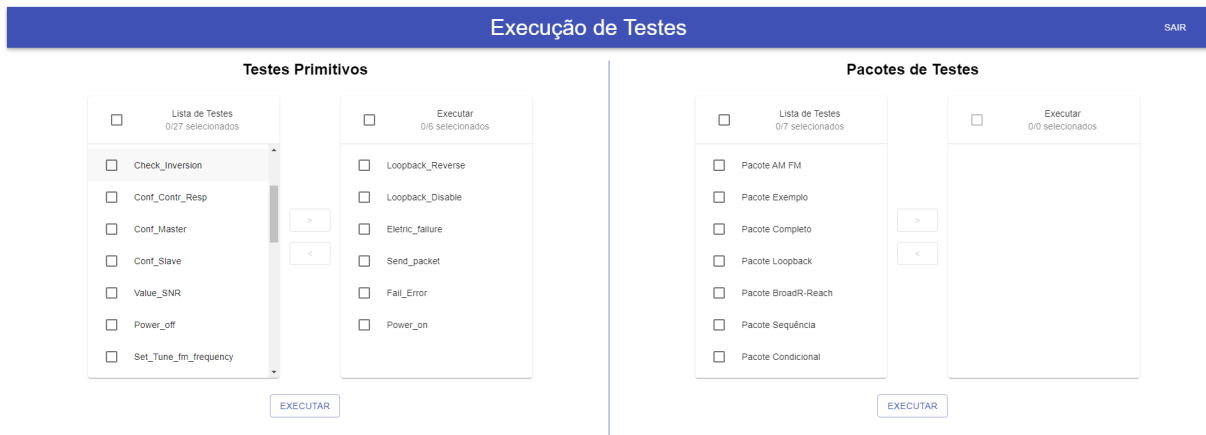 Execução de Testes
SAIR
Testes Primitivos
Lista de Testes
0/27 selecionados
Check_Inversion
Conf_Contr_Resp
Conf_Master
Conf_Slave
Value_SNR
Power_off
Set_Tune_fm_frequency
>
<
Executar
0/6 selecionados
Loopback_Reverse
Loopback_Disable
Eletric_failure
Send_packet
Fail_Error
Power_on
EXECUTAR
Pacotes de Testes
Lista de Testes
0/7 selecionados
Pacote AM FM
Pacote Exemplo
Pacote Completo
Pacote Loopback
Pacote BroadR-Reach
Pacote Sequência
Pacote Condicional
>
<
Executar
0/0 selecionados
EXECUTAR